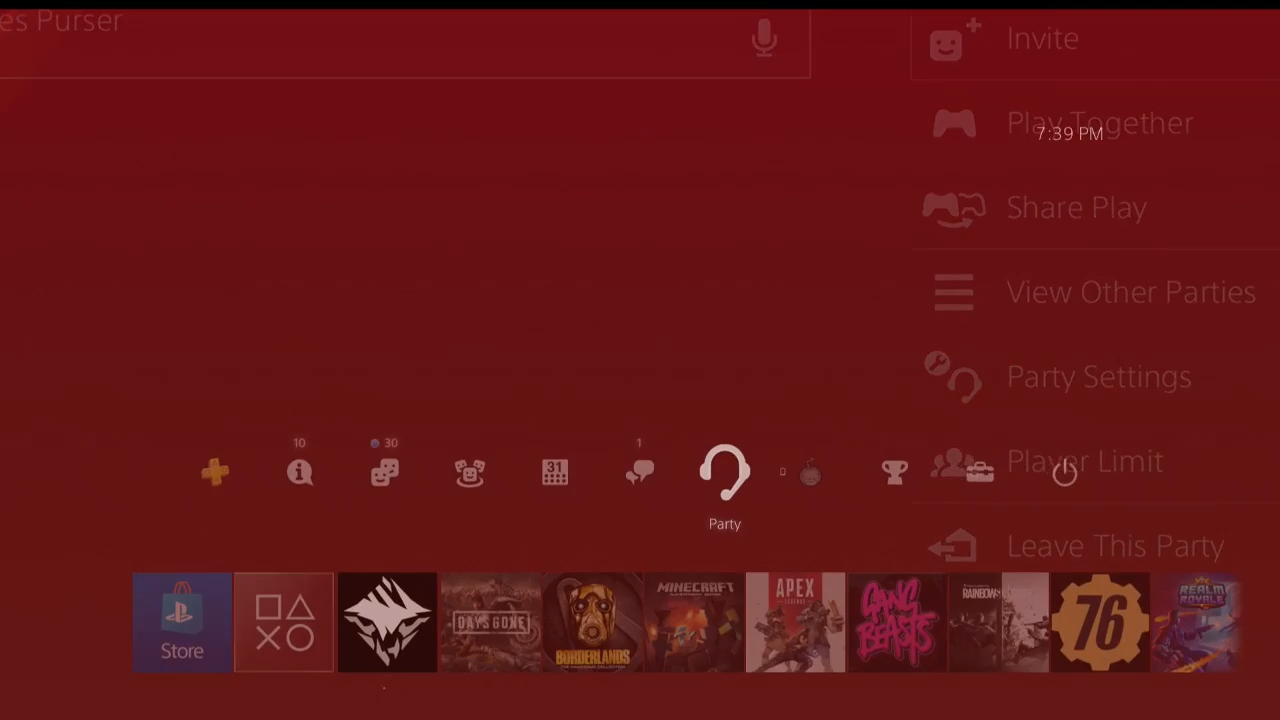 es Purser
Invite
Play Together
7:39 PM
Share Play
View Other Parties
Party Settings
10
30
1
31
Player Limit
Party
Leave This Party
Store
DAYS GONE
BORDERLANDS
MINECRAFT
APEX
LEGENDS
GANG
BEASTS
RAINBOW
76
REALM
ROYALE